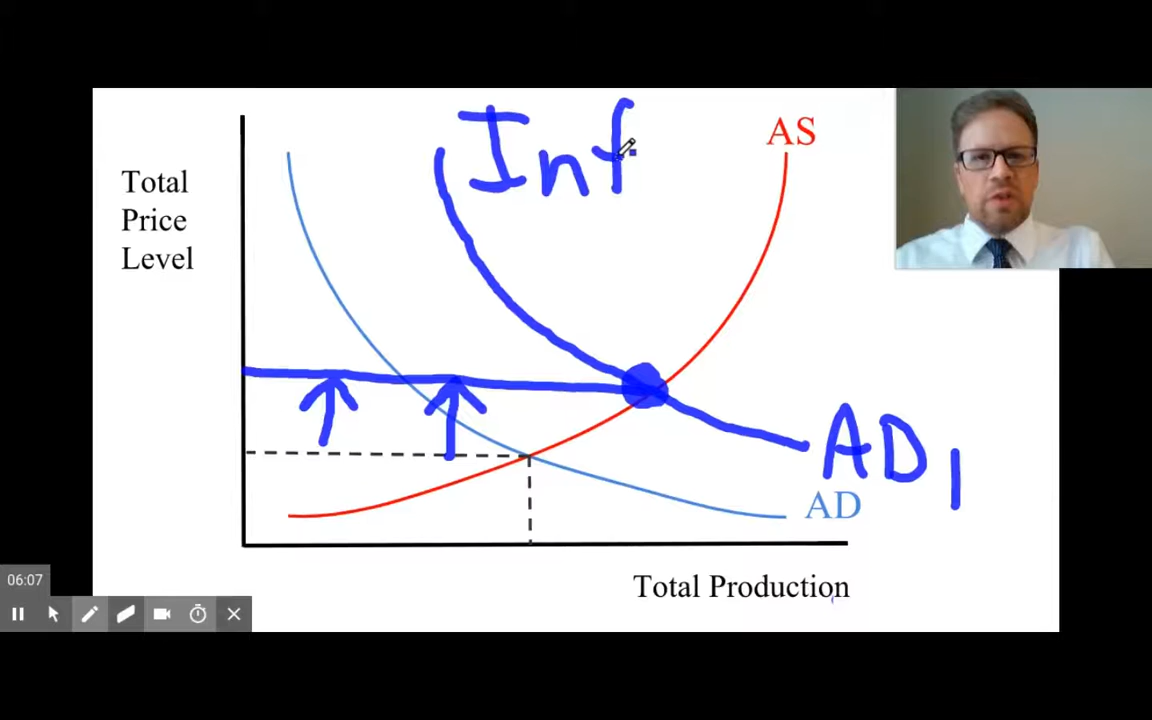 Inf
AS
Total
Price
Level
AD1
AD
Total Production
06:07